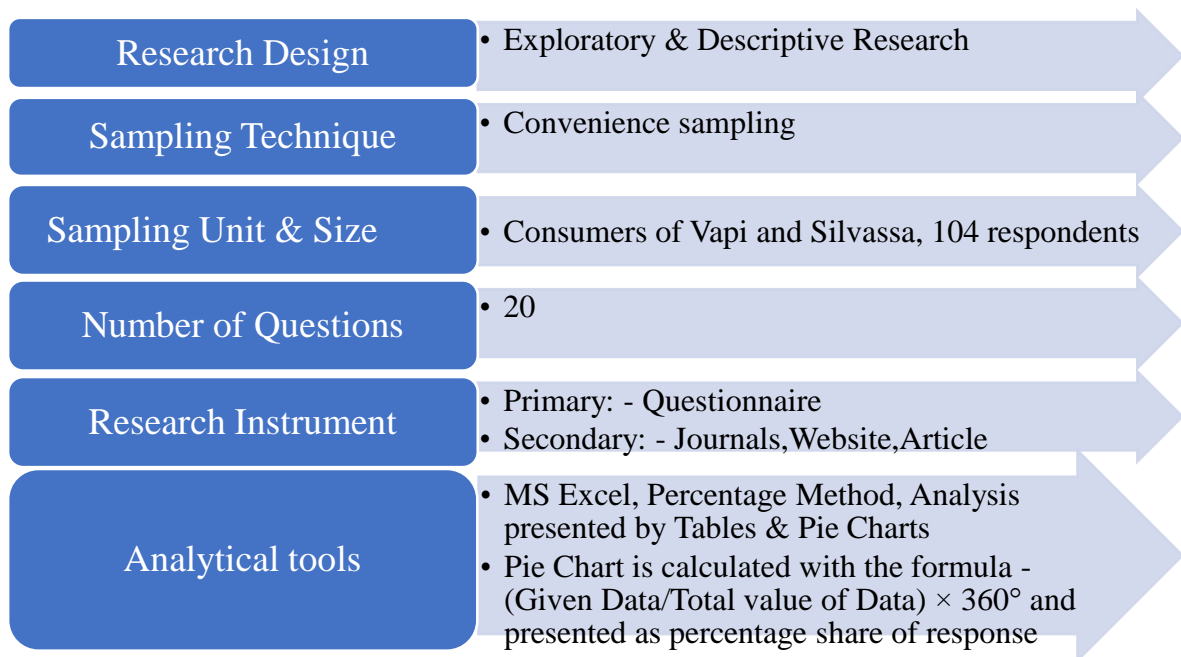 Research Design
• Exploratory & Descriptive Research
Sampling Technique
• Convenience sampling
Sampling Unit & Size
• Consumers of Vapi and Silvassa, 104 respondents
Number of Questions
• 20
Research Instrument
• Primary: - Questionnaire
• Secondary: - Journals,Website,Article
Analytical tools
• MS Excel, Percentage Method, Analysis
presented by Tables & Pie Charts
• Pie Chart is calculated with the formula -
(Given Data/Total value of Data) × 360° and
presented as percentage share of response